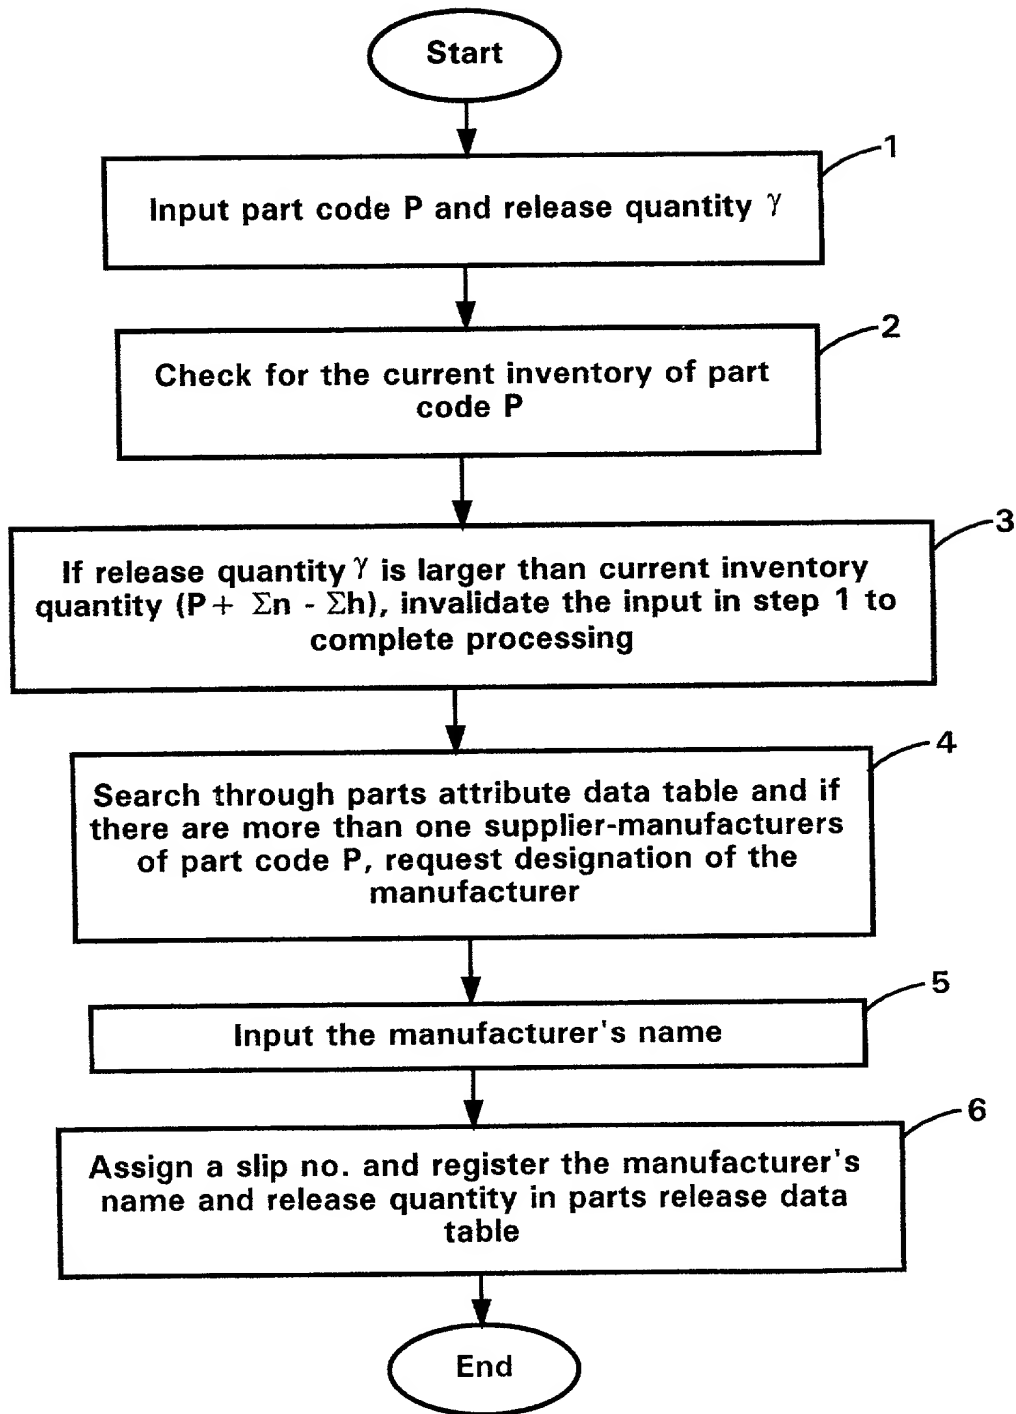 Start
1
Input part code P and release quantity γ
2
Check for the current inventory of part
code P
3
If release quantity γ is larger than current inventory
quantity (P+ Σn - Σh), invalidate the input in step 1 to
complete processing
4
Search through parts attribute data table and if
there are more than one supplier-manufacturers
of part code P, request designation of the
manufacturer
5
Input the manufacturer's name
6
Assign a slip no. and register the manufacturer's
name and release quantity in parts release data
table
End